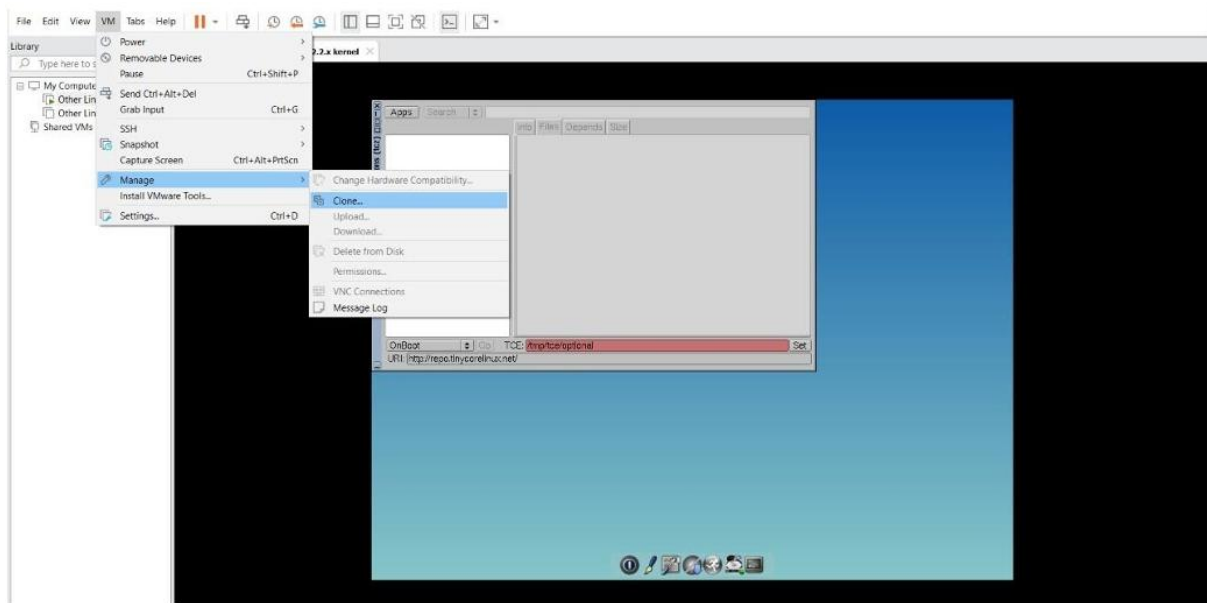 File Edit View VM Tabs Help
Library
Type here to s
My Compute
Other Lin
Other Lin
Shared VMs
Power
Removable Devices
Pause Ctrl+Shift+P
Send Ctrl+Alt+Del
Grab Input Ctrl+G
SSH
Snapshot
Capture Screen Ctrl+Alt+PrtScn
Manage
Install VMware Tools...
Settings... Ctrl+D
Change Hardware Compatibility...
Clone...
Upload...
Download...
Delete from Disk
Permissions...
VNC Connections
Message Log
2.2.x kernel
Apps Search
Info Files Depends Size
OnBoot Go TCE: /tmp/tce/optional Set
URI: http://repo.tinycorelinux.net/